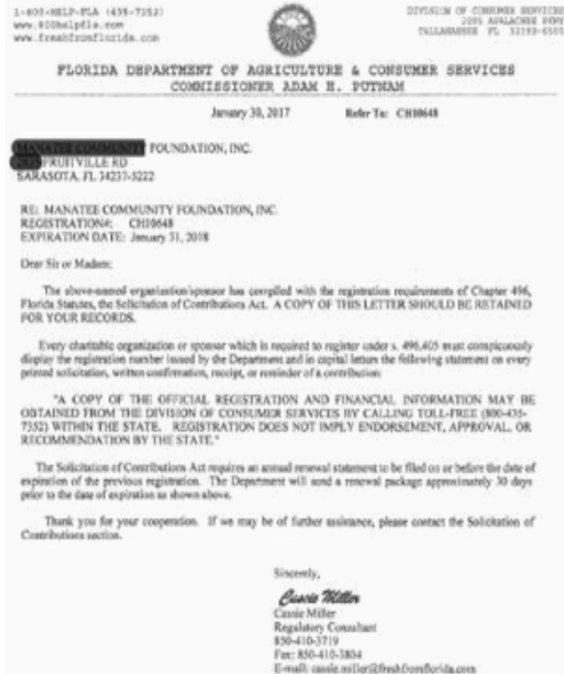 1-800-HELP-FLA (435-7352)
www.800helpfla.com
www.freshfromflorida.com
DIVISION OF CONSUMER SERVICES
2005 APALACHEE PKWY
TALLAHASSEE FL 32399-6500
FLORIDA DEPARTMENT OF AGRICULTURE & CONSUMER SERVICES
COMMISSIONER ADAM H. PUTNAM
January 30, 2017 Refer To: CH10648
MANATEE COMMUNITY FOUNDATION, INC.
FRUITVILLE RD
SARASOTA, FL 34237-5222
RE: MANATEE COMMUNITY FOUNDATION, INC.
REGISTRATION#: CH10648
EXPIRATION DATE: January 31, 2018
Dear Sir or Madam:
The above-named organization/sponsor has complied with the registration requirements of Chapter 496,
Florida Statutes, the Solicitation of Contributions Act. A COPY OF THIS LETTER SHOULD BE RETAINED
FOR YOUR RECORDS.
Every charitable organization or sponsor which is required to register under s. 496.405 must conspicuously
display the registration number issued by the Department and in capital letters the following statement on every
printed solicitation, written confirmation, receipt, or reminder of a contribution:
"A COPY OF THE OFFICIAL REGISTRATION AND FINANCIAL INFORMATION MAY BE
OBTAINED FROM THE DIVISION OF CONSUMER SERVICES BY CALLING TOLL-FREE (800-435-
7352) WITHIN THE STATE. REGISTRATION DOES NOT IMPLY ENDORSEMENT, APPROVAL, OR
RECOMMENDATION BY THE STATE."
The Solicitation of Contributions Act requires an annual renewal statement to be filed on or before the date of
expiration of the previous registration. The Department will send a renewal package approximately 30 days
prior to the date of expiration as shown above.
Thank you for your cooperation. If we may be of further assistance, please contact the Solicitation of
Contributions section.
Sincerely,
Cassie Miller
Cassie Miller
Regulatory Consultant
850-410-3719
Fax: 850-410-3804
E-mail: cassie.miller@freshfromflorida.com